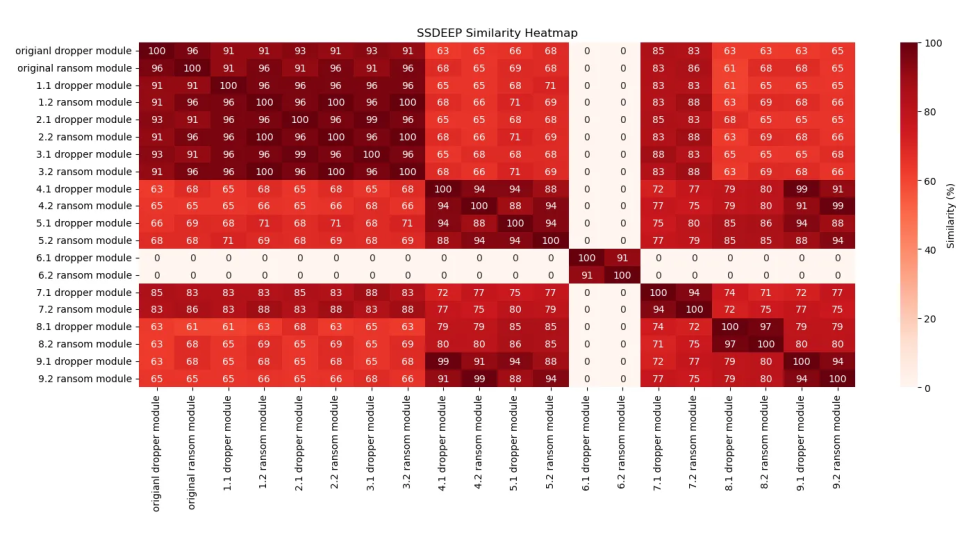 SSDEEP Similarity Heatmap
origianl dropper module 100 96 91 91 93 91 93 91 63 65 66 68 0 0 85 83 63 63 63 65
original ransom module 96 100 91 96 91 96 91 96 68 65 69 68 0 0 83 86 61 68 68 65
1.1 dropper module 91 91 100 96 96 96 96 96 65 65 68 71 0 0 83 83 61 65 65 65
1.2 ransom module 91 96 96 100 96 100 96 100 68 66 71 69 0 0 83 88 63 69 68 66
2.1 dropper module 93 91 96 96 100 96 99 96 65 65 68 68 0 0 85 83 68 63 65 65
2.2 ransom module 91 96 96 100 96 100 96 100 68 66 71 69 0 0 83 88 63 69 68 66
3.1 dropper module 93 91 96 96 99 96 100 96 65 68 68 68 0 0 88 83 65 65 65 68
3.2 ransom module 91 96 96 100 96 100 96 100 68 66 71 69 0 0 83 88 63 69 68 66
4.1 dropper module 63 68 65 68 65 68 65 68 100 94 94 88 0 0 72 77 79 80 99 91
4.2 ransom module 65 65 65 66 65 66 68 66 94 100 88 94 0 0 77 75 79 80 91 99
5.1 dropper module 66 69 68 71 68 71 68 71 94 88 100 94 0 0 75 80 85 86 94 88
5.2 ransom module 68 68 71 69 68 69 68 69 88 94 94 100 0 0 77 79 85 85 88 94
6.1 dropper module 0 0 0 0 0 0 0 0 0 0 0 0 100 91 0 0 0 0 0 0
6.2 ransom module 0 0 0 0 0 0 0 0 0 0 0 0 91 100 0 0 0 0 0 0
7.1 dropper module 85 83 83 83 85 83 88 83 72 77 75 77 0 0 100 94 74 71 72 77
7.2 ransom module 83 86 83 88 83 88 83 88 77 75 80 79 0 0 94 100 72 75 77 75
8.1 dropper module 63 61 61 63 68 63 65 63 79 79 85 85 0 0 74 72 100 97 79 79
8.2 ransom module 63 68 65 69 65 69 65 69 80 80 86 85 0 0 71 75 97 100 80 80
9.1 dropper module 63 68 65 68 65 68 65 68 99 91 94 88 0 0 72 77 79 80 100 94
9.2 ransom module 65 65 65 66 65 66 68 66 91 99 88 94 0 0 77 75 79 80 94 100
origianl dropper module
original ransom module
1.1 dropper module
1.2 ransom module
2.1 dropper module
2.2 ransom module
3.1 dropper module
3.2 ransom module
4.1 dropper module
4.2 ransom module
5.1 dropper module
5.2 ransom module
6.1 dropper module
6.2 ransom module
7.1 dropper module
7.2 ransom module
8.1 dropper module
8.2 ransom module
9.1 dropper module
9.2 ransom module
100
80
60
40
20
0
Similarity (%)